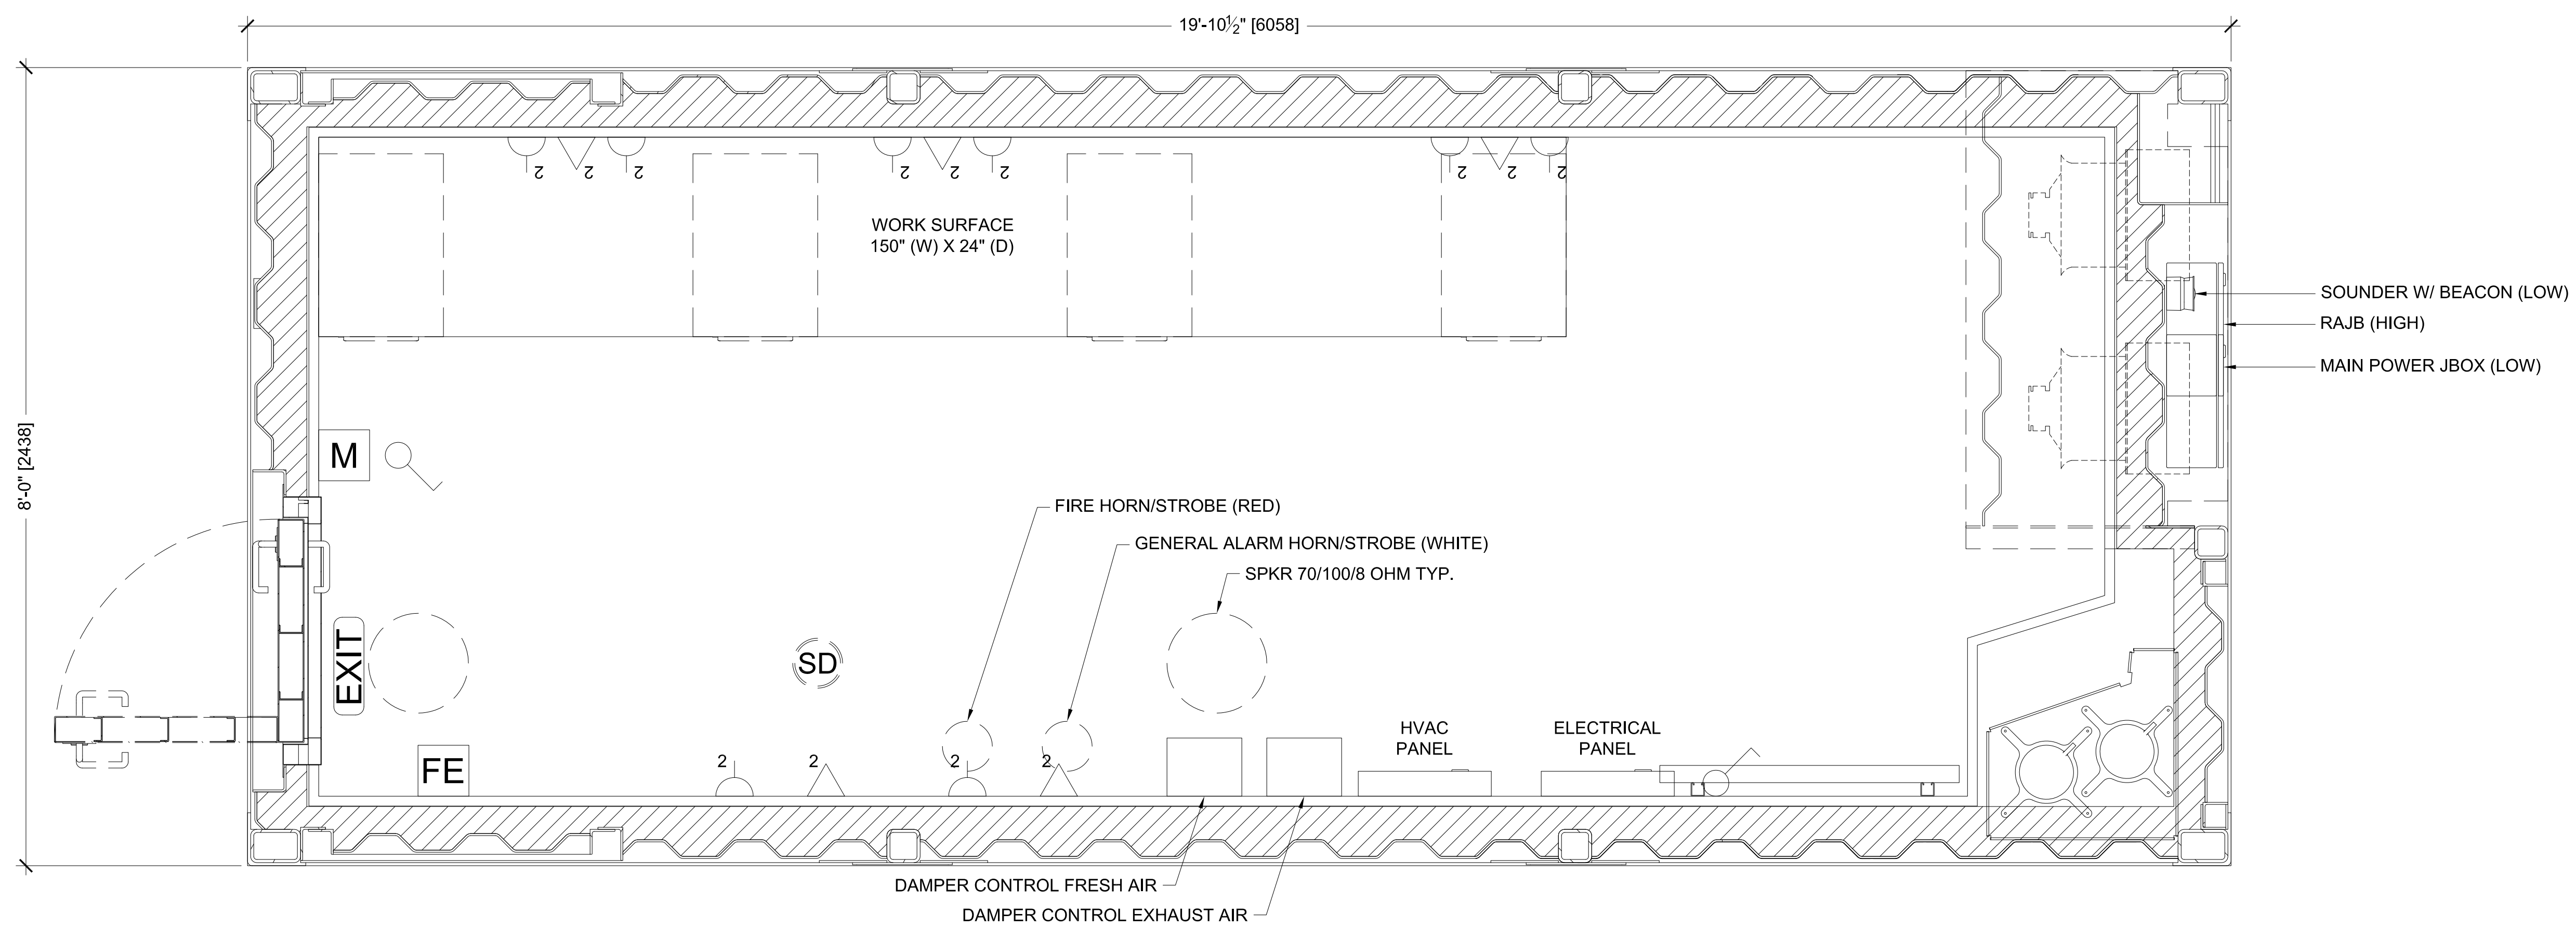 19'-10½" [6058]
8'-0" [2438]
2
2
2
2
2
2
2
2
2
WORK SURFACE
150" (W) X 24" (D)
SOUNDER W/ BEACON (LOW)
RAJB (HIGH)
MAIN POWER JBOX (LOW)
M
FIRE HORN/STROBE (RED)
GENERAL ALARM HORN/STROBE (WHITE)
SPKR 70/100/8 OHM TYP.
EXIT
SD
HVAC
PANEL
ELECTRICAL
PANEL
FE
2
2
2
2
DAMPER CONTROL FRESH AIR
DAMPER CONTROL EXHAUST AIR